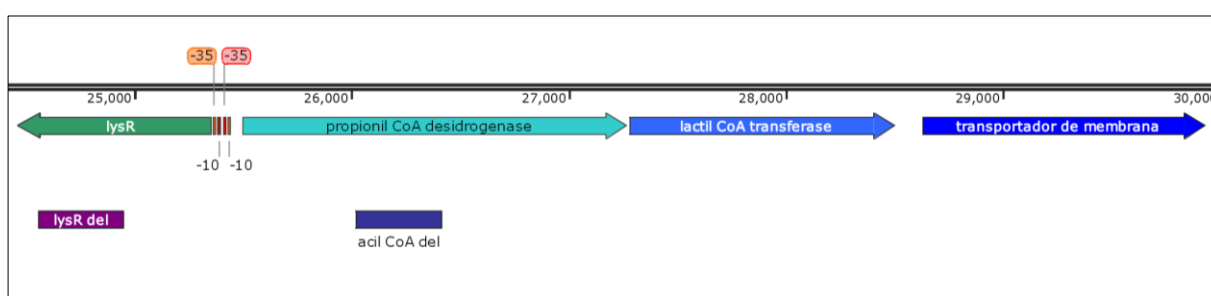 -35 -35
25,000 26,000 27,000 28,000 29,000 30,00
lysR propionil CoA desidrogenase lactil CoA transferase transportador de membrana
-10 -10
lysR del
acil CoA del